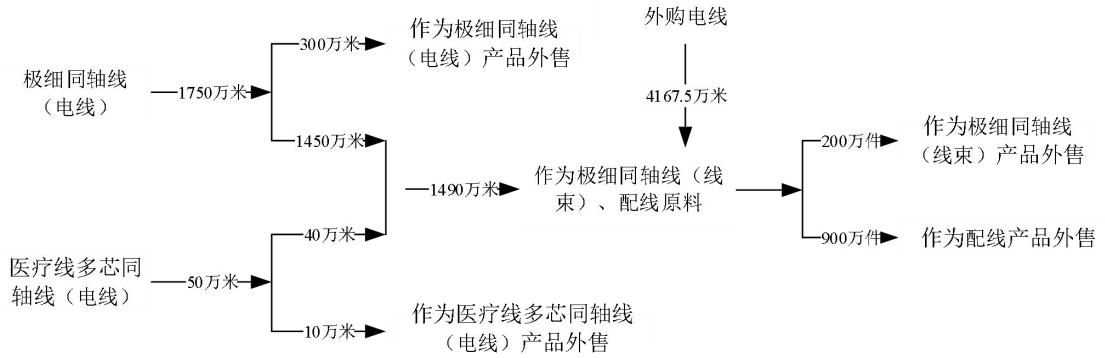 外购电线
作为极细同轴线
（电线）产品外售
300万米
极细同轴线
（电线）
1750万米
4167.5万米
1450万米
200万件
作为极细同轴线
（线束）产品外售
1490万米
作为极细同轴线（线
束）、配线原料
40万米
900万件
作为配线产品外售
医疗线多芯同
轴线（电线）
50万米
10万米
作为医疗线多芯同轴线
（电线）产品外售